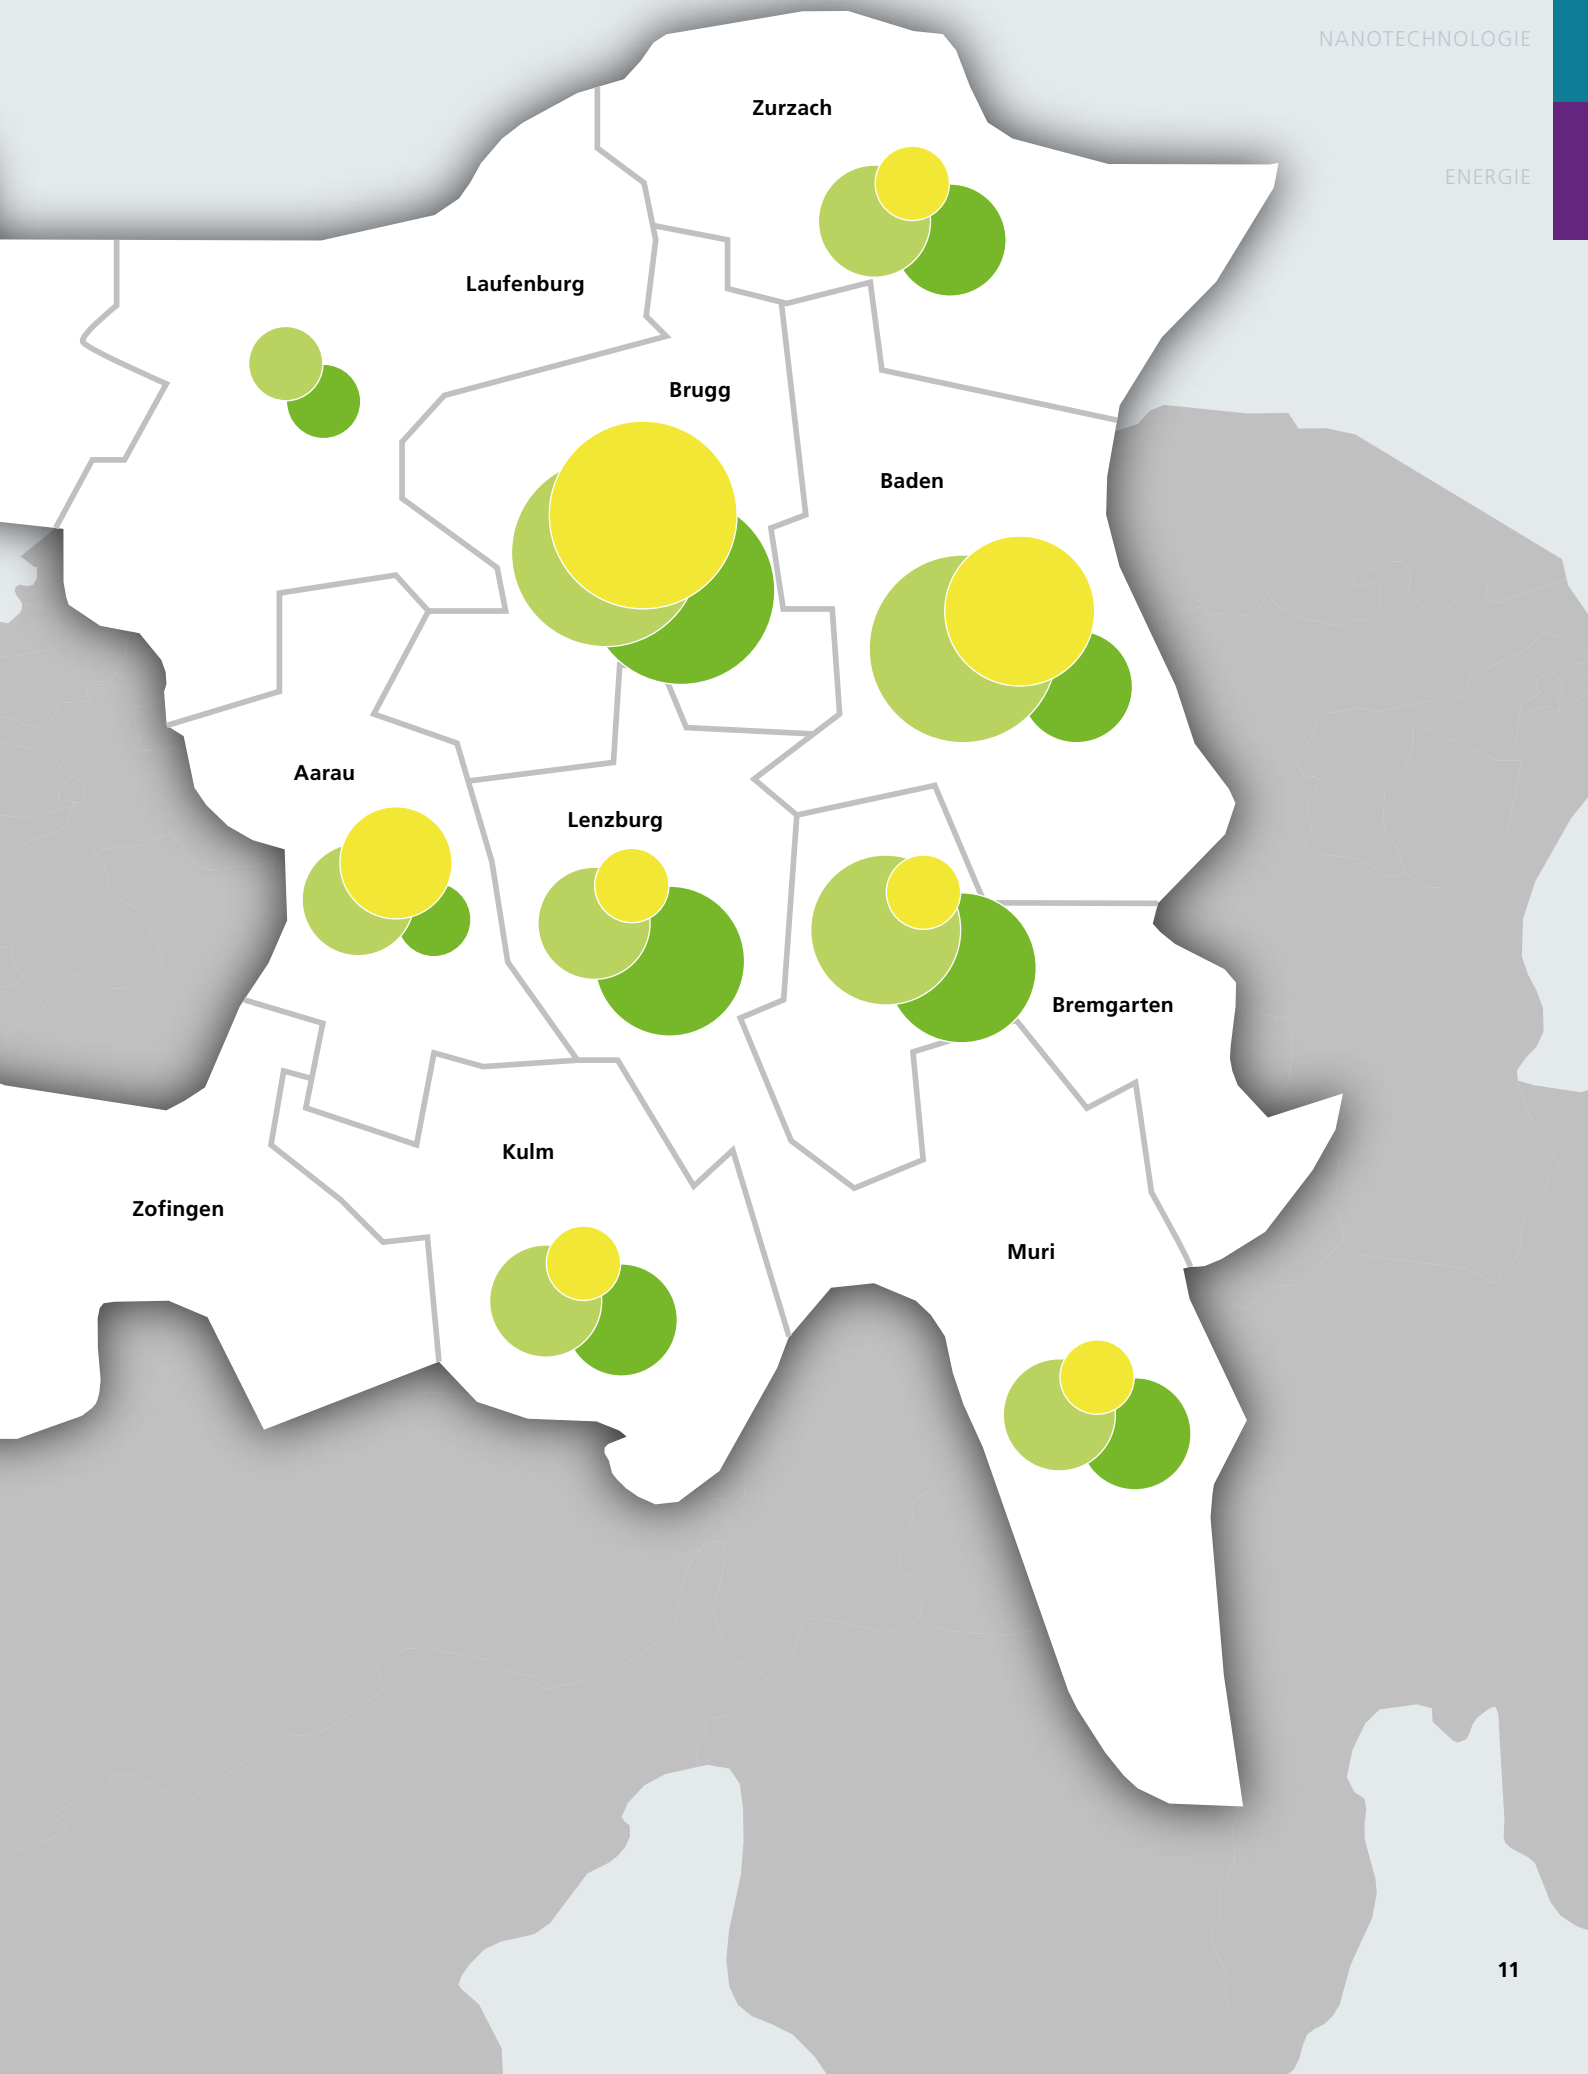 NANOTECHNOLOGIE
Zurzach
ENERGIE
Laufenburg
Brugg
Baden
Aarau
Lenzburg
Bremgarten
Kulm
Zofingen
Muri
11